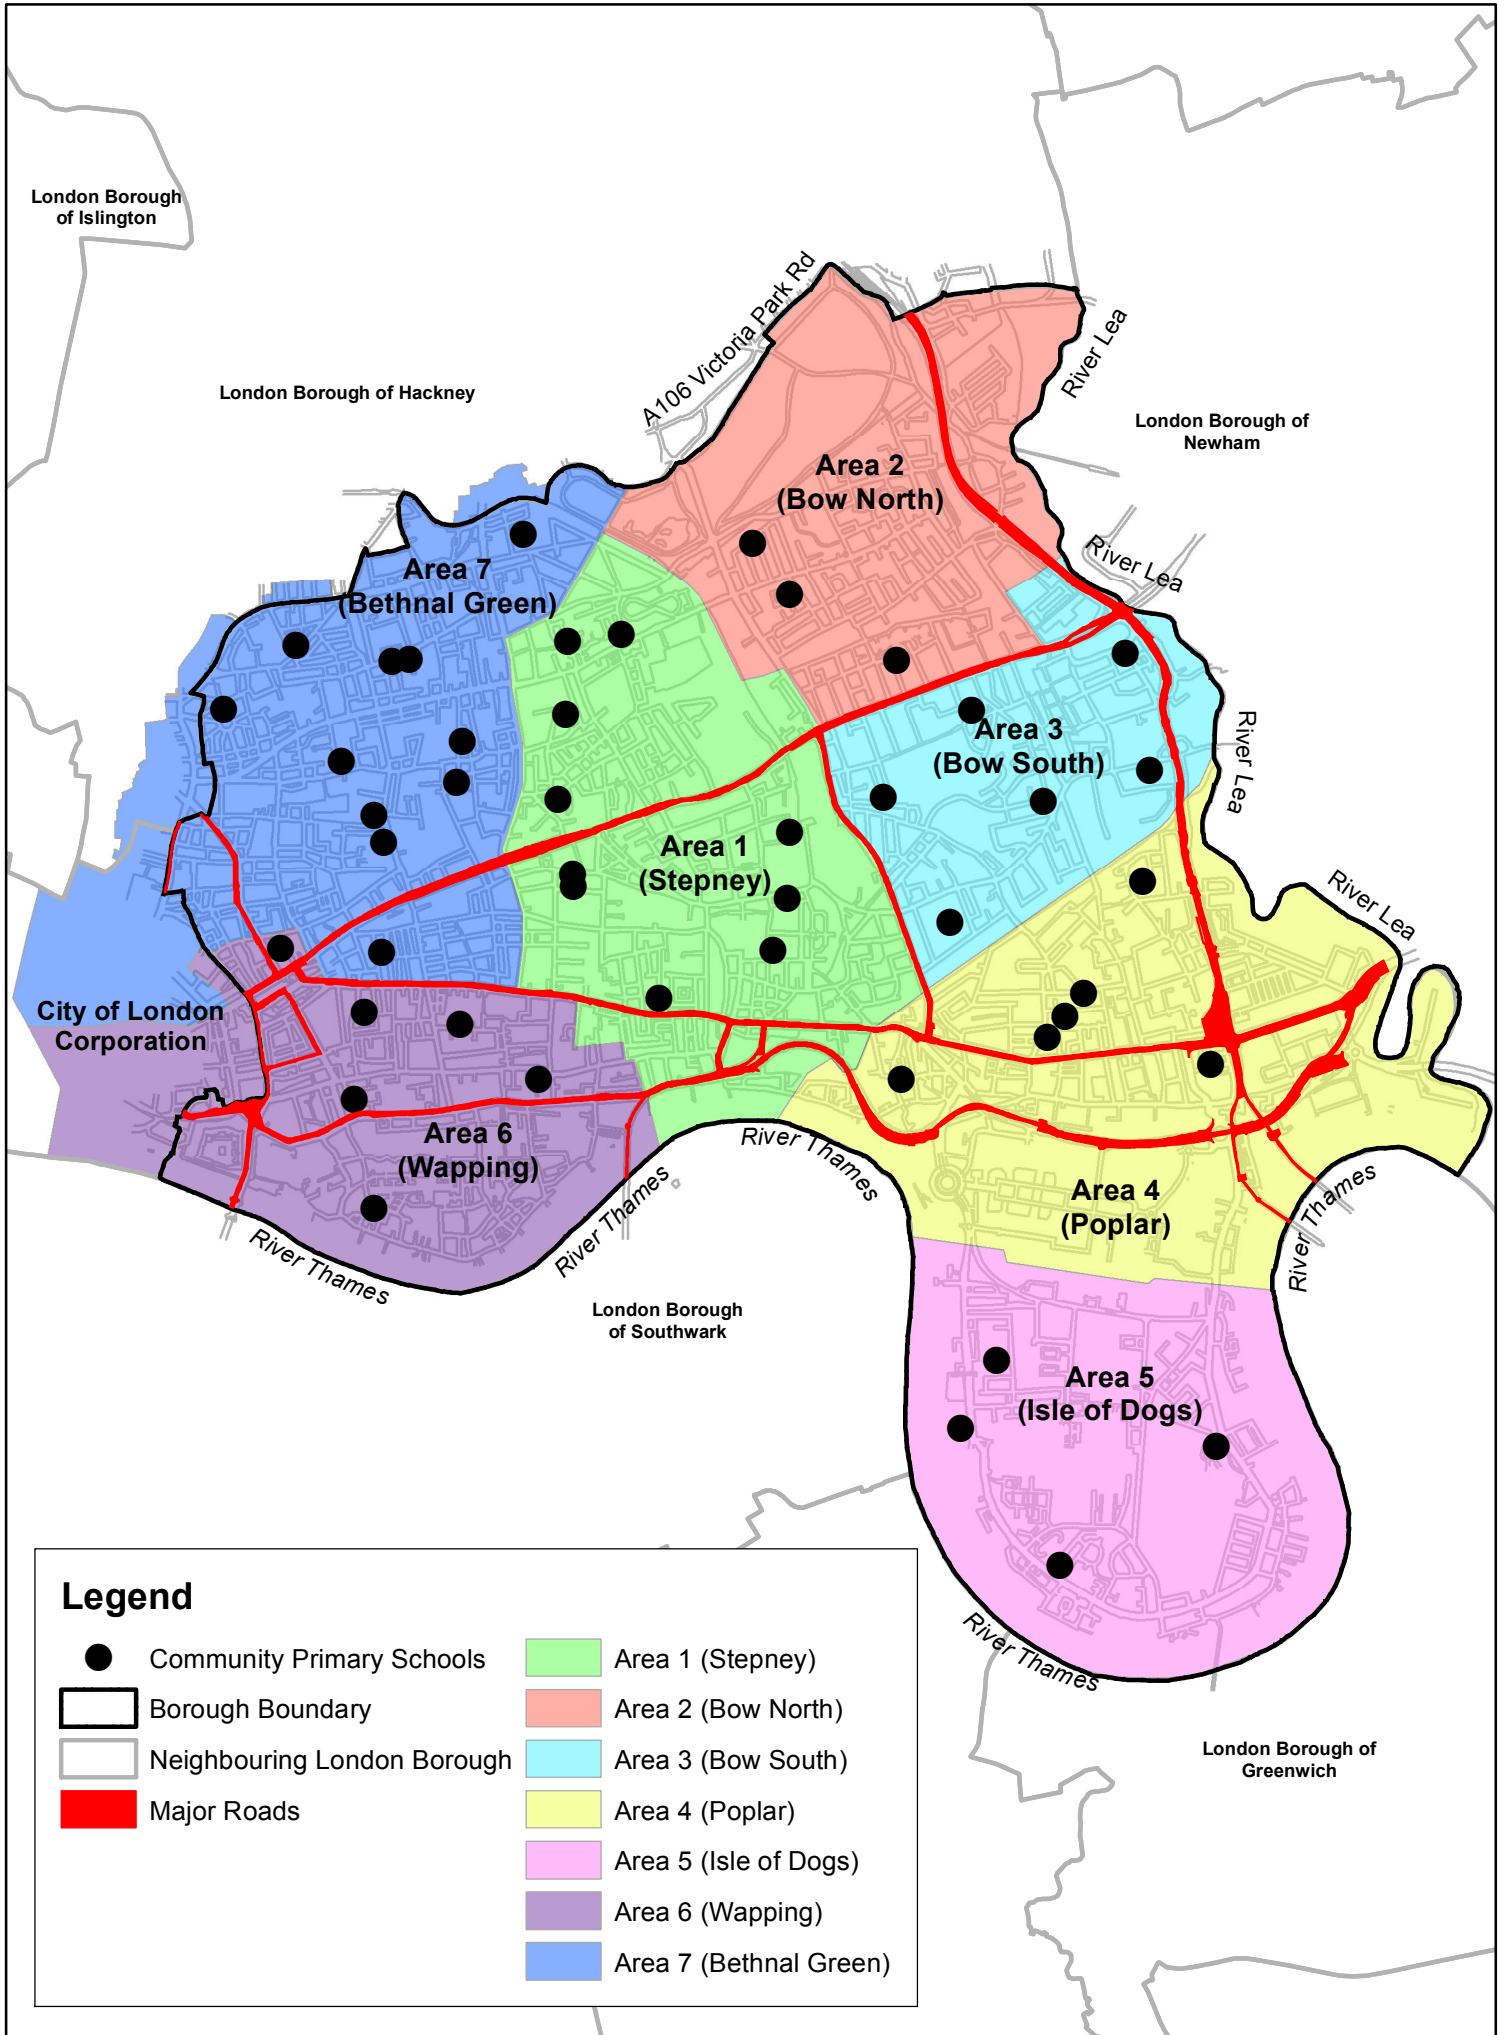 London Borough
of Islington
A106 Victoria Park Rd
River Lea
London Borough of Hackney
London Borough of
Newham
Area 2
(Bow North)
River Lea
Area 7
(Bethnal Green)
River Lea
Area 3
(Bow South)
Area 1
(Stepney)
River Lea
City of London
Corporation
Area 6
(Wapping)
River Thames
River Thames
River Thames
River Thames
Area 4
(Poplar)
London Borough
of Southwark
Area 5
(Isle of Dogs)
River Thames
London Borough of
Greenwich
Legend
Community Primary Schools
Borough Boundary
Neighbouring London Borough
Major Roads
Area 1 (Stepney)
Area 2 (Bow North)
Area 3 (Bow South)
Area 4 (Poplar)
Area 5 (Isle of Dogs)
Area 6 (Wapping)
Area 7 (Bethnal Green)